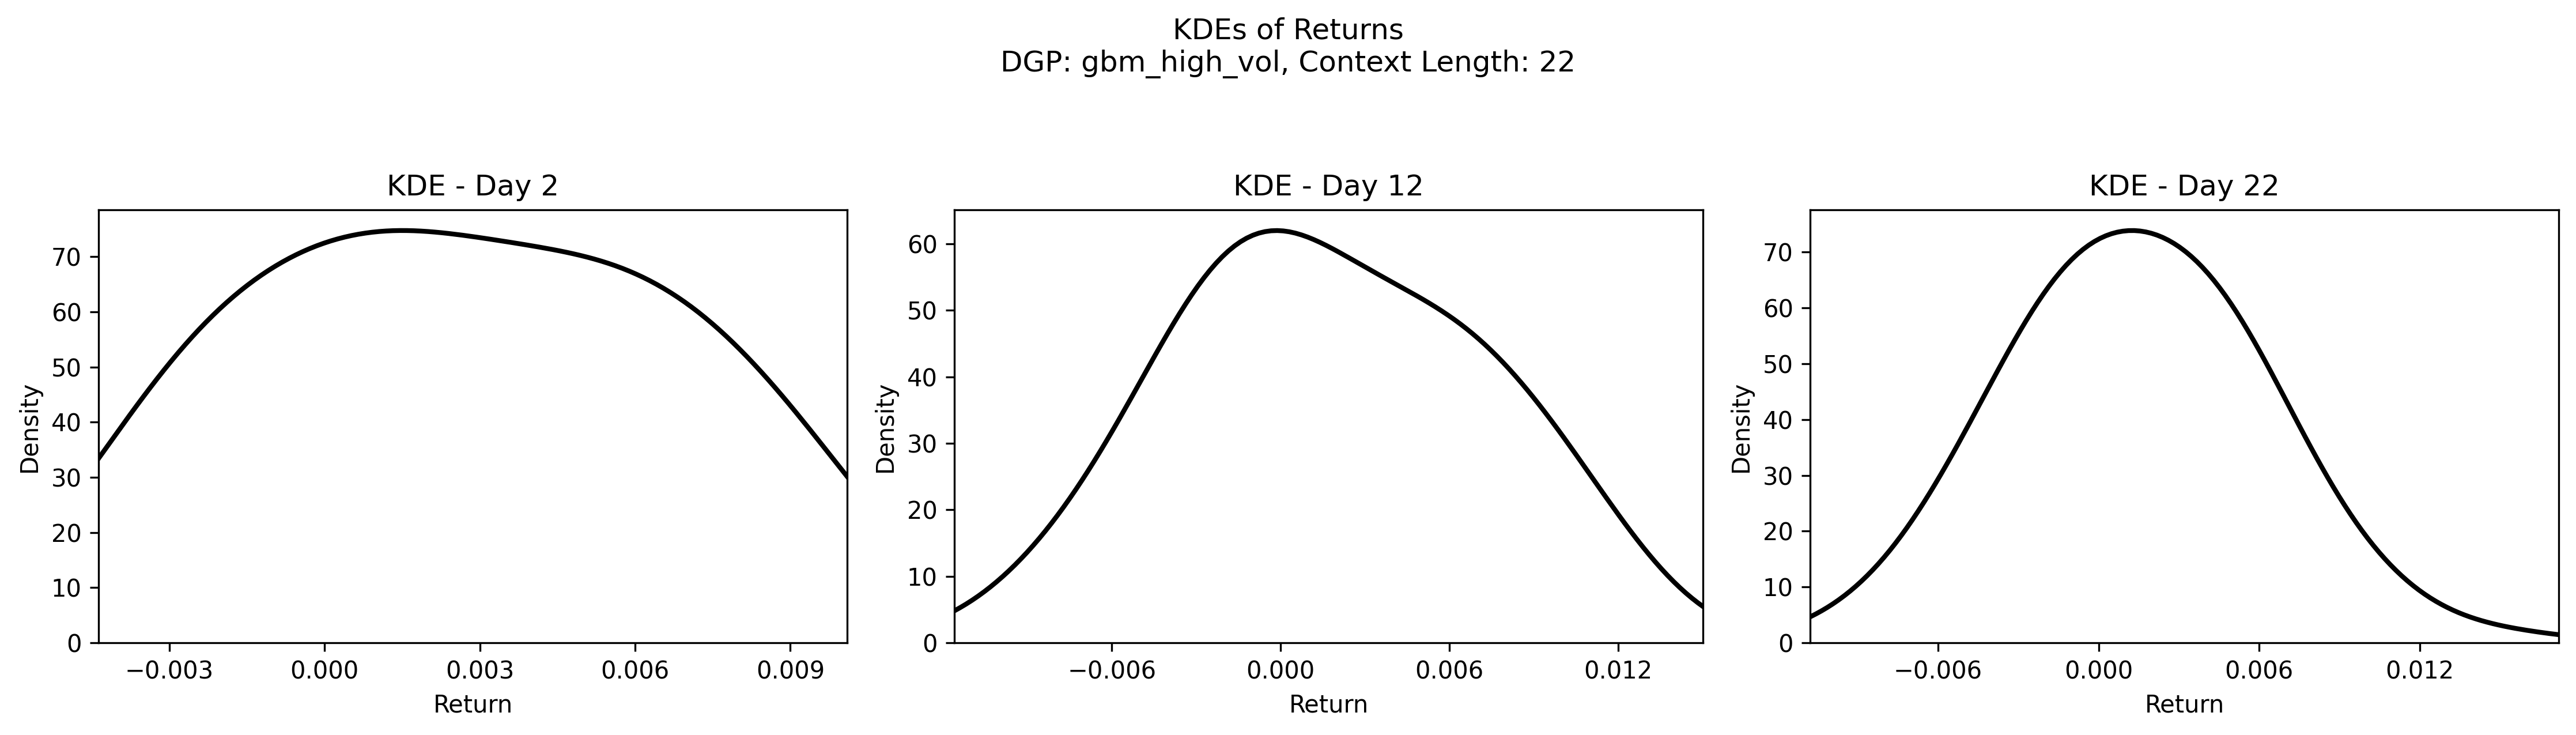 KDEs of Returns
DGP: gbm_high_vol, Context Length: 22
KDE - Day 2
Density
70
60
50
40
30
20
10
0
−0.003 0.000 0.003 0.006 0.009
Return
KDE - Day 12
Density
60
50
40
30
20
10
0
−0.006 0.000 0.006 0.012
Return
KDE - Day 22
Density
70
60
50
40
30
20
10
0
−0.006 0.000 0.006 0.012
Return